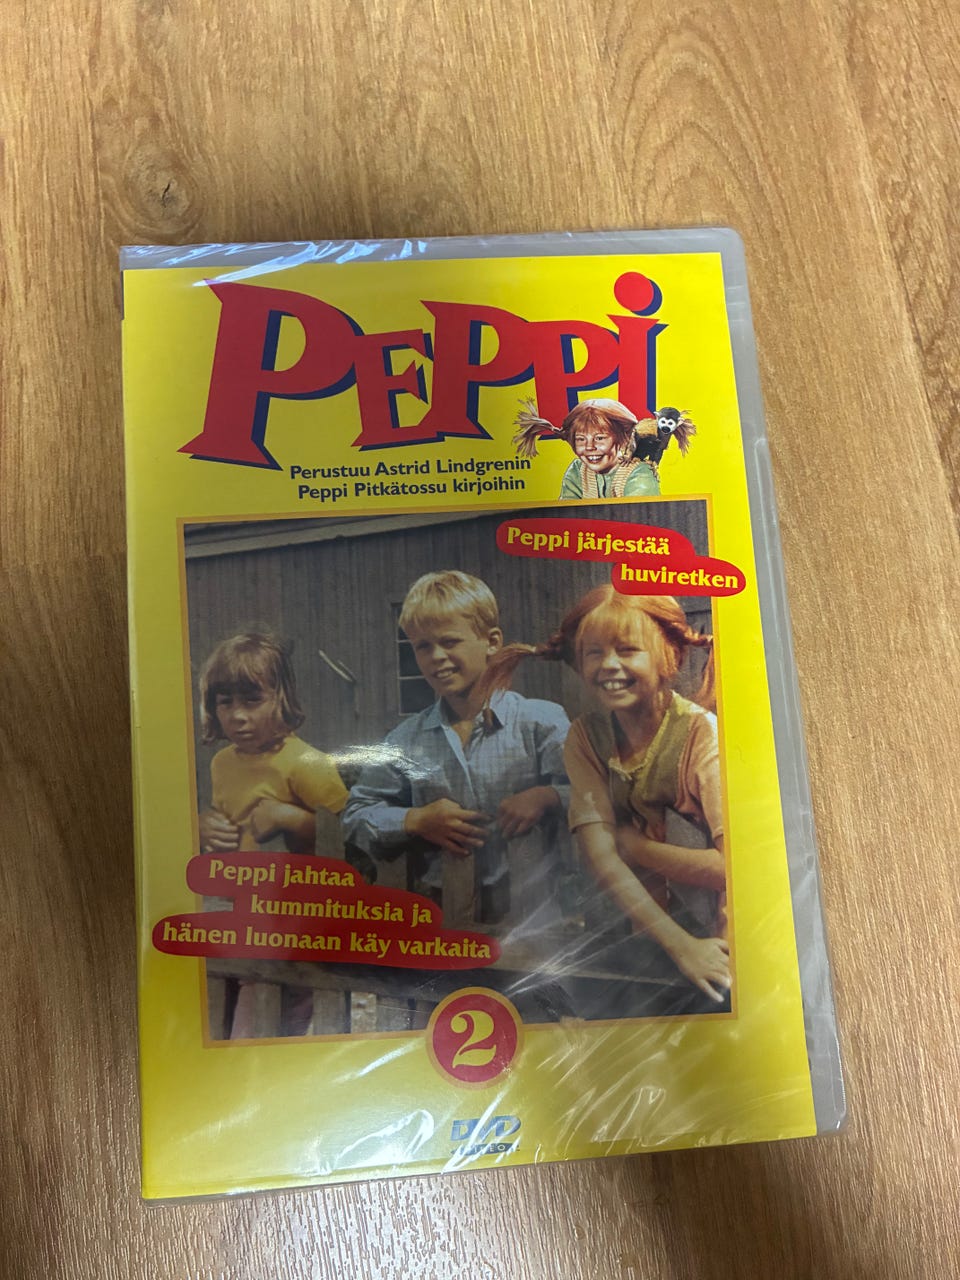 PEPPI
Perustuu Astrid Lindgrenin
Peppi Pitkätossu kirjoihin
Peppi järjestää
huviretken
Peppi jahtaa
kummituksia ja
hänen luonaan käy varkaita
2
DVD
VIDEO